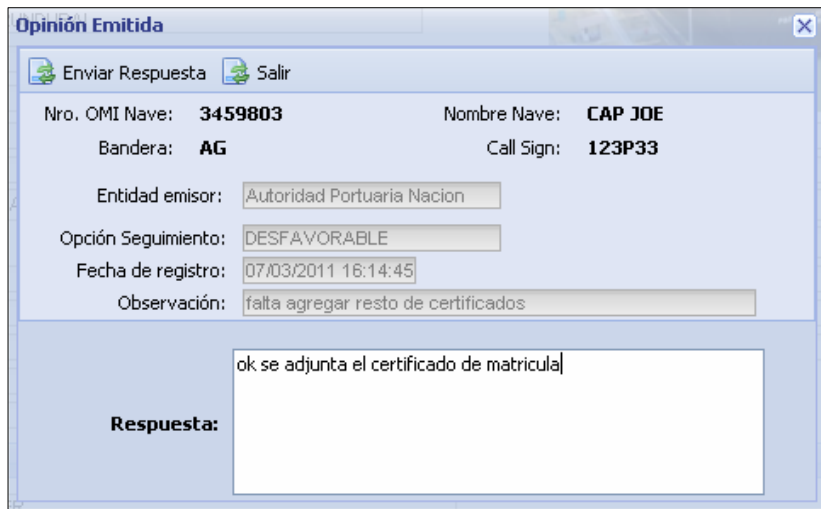 Opinión Emitida
Enviar Respuesta Salir
Nro. OMI Nave: 3459803 Nombre Nave: CAP JOE
Bandera: AG Call Sign: 123P33
Entidad emisor: Autoridad Portuaria Nacion
Opción Seguimiento: DESFAVORABLE
Fecha de registro: 07/03/2011 16:14:45
Observación: falta agregar resto de certificados
ok se adjunta el certificado de matricula
Respuesta: